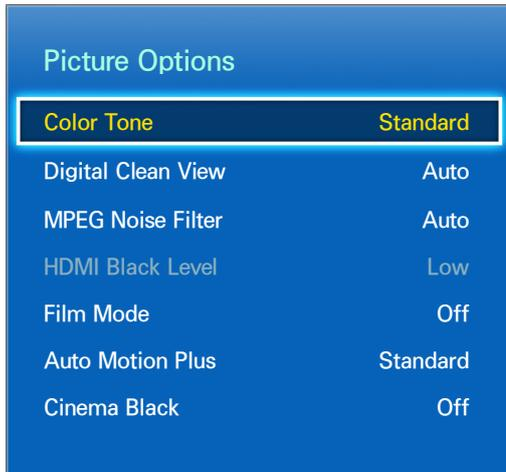 Picture Options
Color Tone Standard
Digital Clean View Auto
MPEG Noise Filter Auto
HDMI Black Level Low
Film Mode Off
Auto Motion Plus Standard
Cinema Black Off